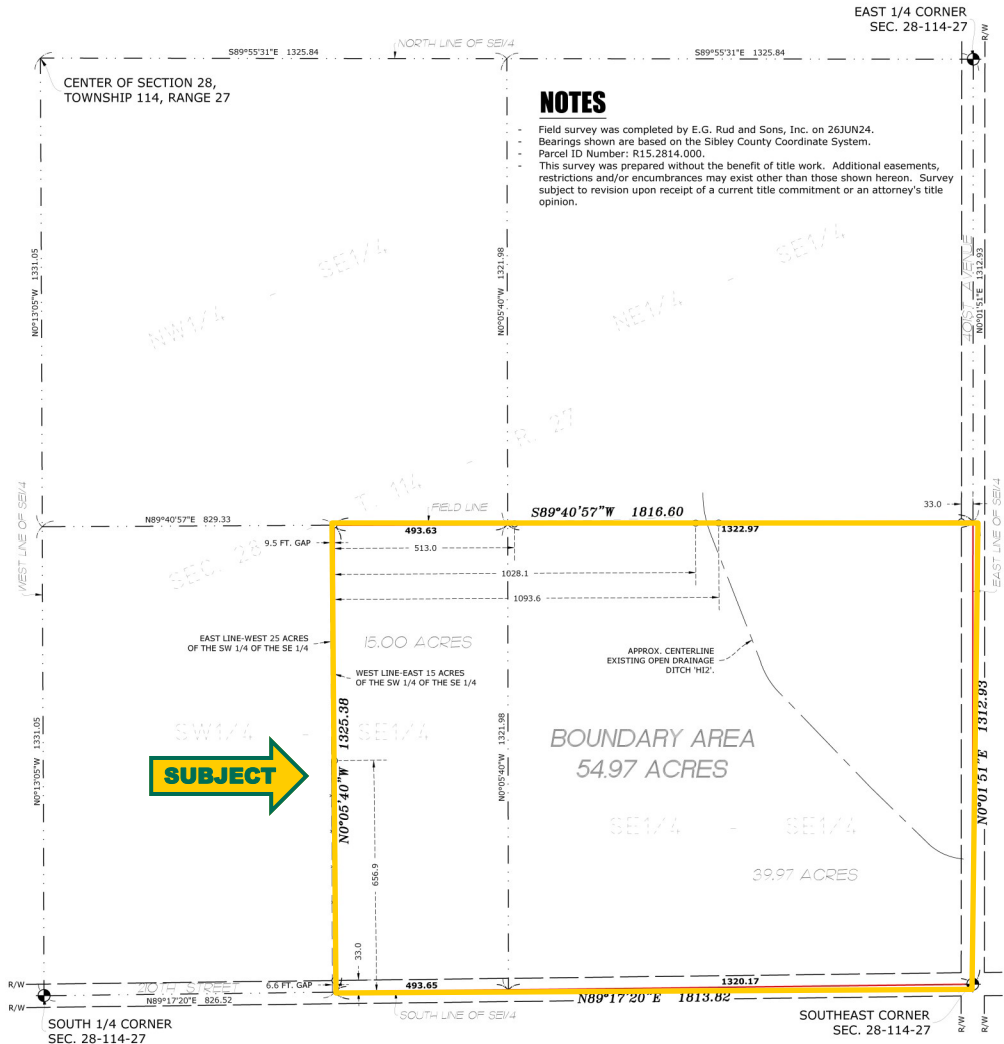 EAST 1/4 CORNER
SEC. 28-114-27
R/W
S89°55'31"E 1325.84
NORTH LINE OF SE1/4
S89°55'31"E 1325.84
CENTER OF SECTION 28,
TOWNSHIP 114, RANGE 27
NOTES
- Field survey was completed by E.G. Rud and Sons, Inc. on 26JUN24.
- Bearings shown are based on the Sibley County Coordinate System.
- Parcel ID Number: R15.2814.000.
- This survey was prepared without the benefit of title work. Additional easements,
restrictions and/or encumbrances may exist other than those shown hereon. Survey
subject to revision upon receipt of a current title commitment or an attorney's title
opinion.
N0°13'05"W 1331.05
NW1/4 - SE1/4
N0°05'40"W 1321.98
NE1/4 - SE1/4
401ST AVENUE
N0°01'51"E 1312.93
SEC. 28 T. 114 - R. 27
WEST LINE OF SE1/4
EAST LINE OF SE1/4
N89°40'57"E 829.33
FIELD LINE
S89°40'57"W 1816.60
33.0
493.63
1322.97
9.5 FT. GAP
513.0
1028.1
1093.6
EAST LINE-WEST 25 ACRES
OF THE SW 1/4 OF THE SE 1/4
15.00 ACRES
WEST LINE-EAST 15 ACRES
OF THE SW 1/4 OF THE SE 1/4
APPROX. CENTERLINE
EXISTING OPEN DRAINAGE
DITCH 'HI2'.
N0°13'05"W 1331.05
SW1/4 - SE1/4
N0°05'40"W 1325.38
N0°05'40"W 1321.98
BOUNDARY AREA
54.97 ACRES
N0°01'51"E 1312.93
SUBJECT
SE1/4 - SE1/4
656.9
39.97 ACRES
33.0
R/W
210TH STREET
6.6 FT. GAP
493.65
1320.17
R/W
N89°17'20"E 826.52
N89°17'20"E 1813.82
SOUTH LINE OF SE1/4
SOUTH 1/4 CORNER
SEC. 28-114-27
SOUTHEAST CORNER
SEC. 28-114-27
R/W
R/W